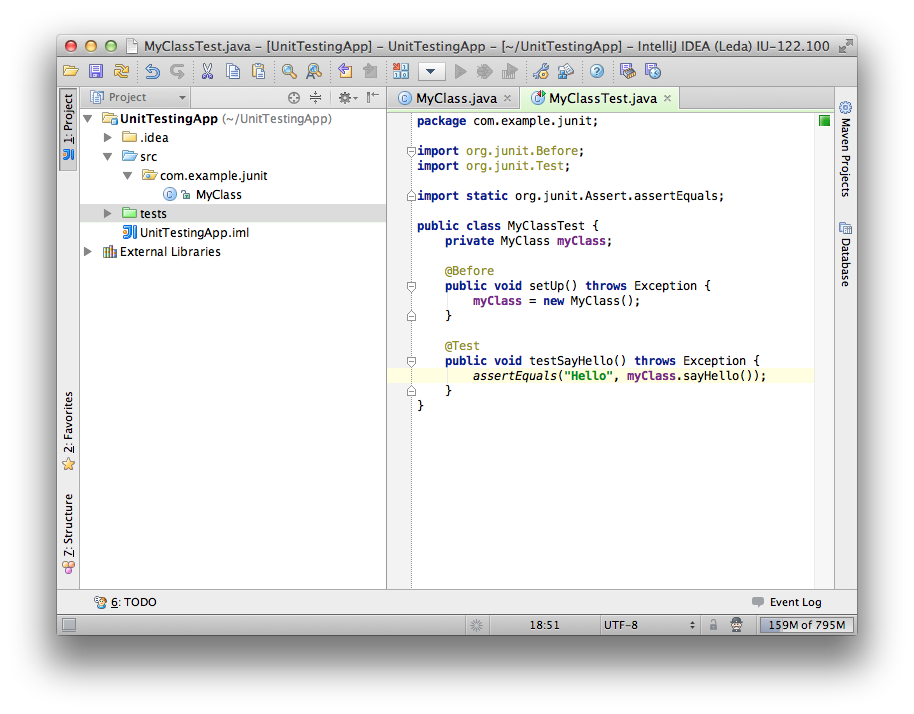 MyClassTest.java – [UnitTestingApp] – UnitTestingApp – [~/UnitTestingApp] – IntelliJ IDEA (Leda) IU-122.100
1: Project
2: Favorites
7: Structure
Project
UnitTestingApp (~/UnitTestingApp)
.idea
src
com.example.junit
MyClass
tests
UnitTestingApp.iml
External Libraries
MyClass.java
MyClassTest.java
package com.example.junit;
import org.junit.Before;
import org.junit.Test;
import static org.junit.Assert.assertEquals;
public class MyClassTest {
    private MyClass myClass;
    @Before
    public void setUp() throws Exception {
        myClass = new MyClass();
    }
    @Test
    public void testSayHello() throws Exception {
        assertEquals("Hello", myClass.sayHello());
    }
}
Maven Projects
Database
6: TODO
Event Log
18:51
UTF-8
159M of 795M